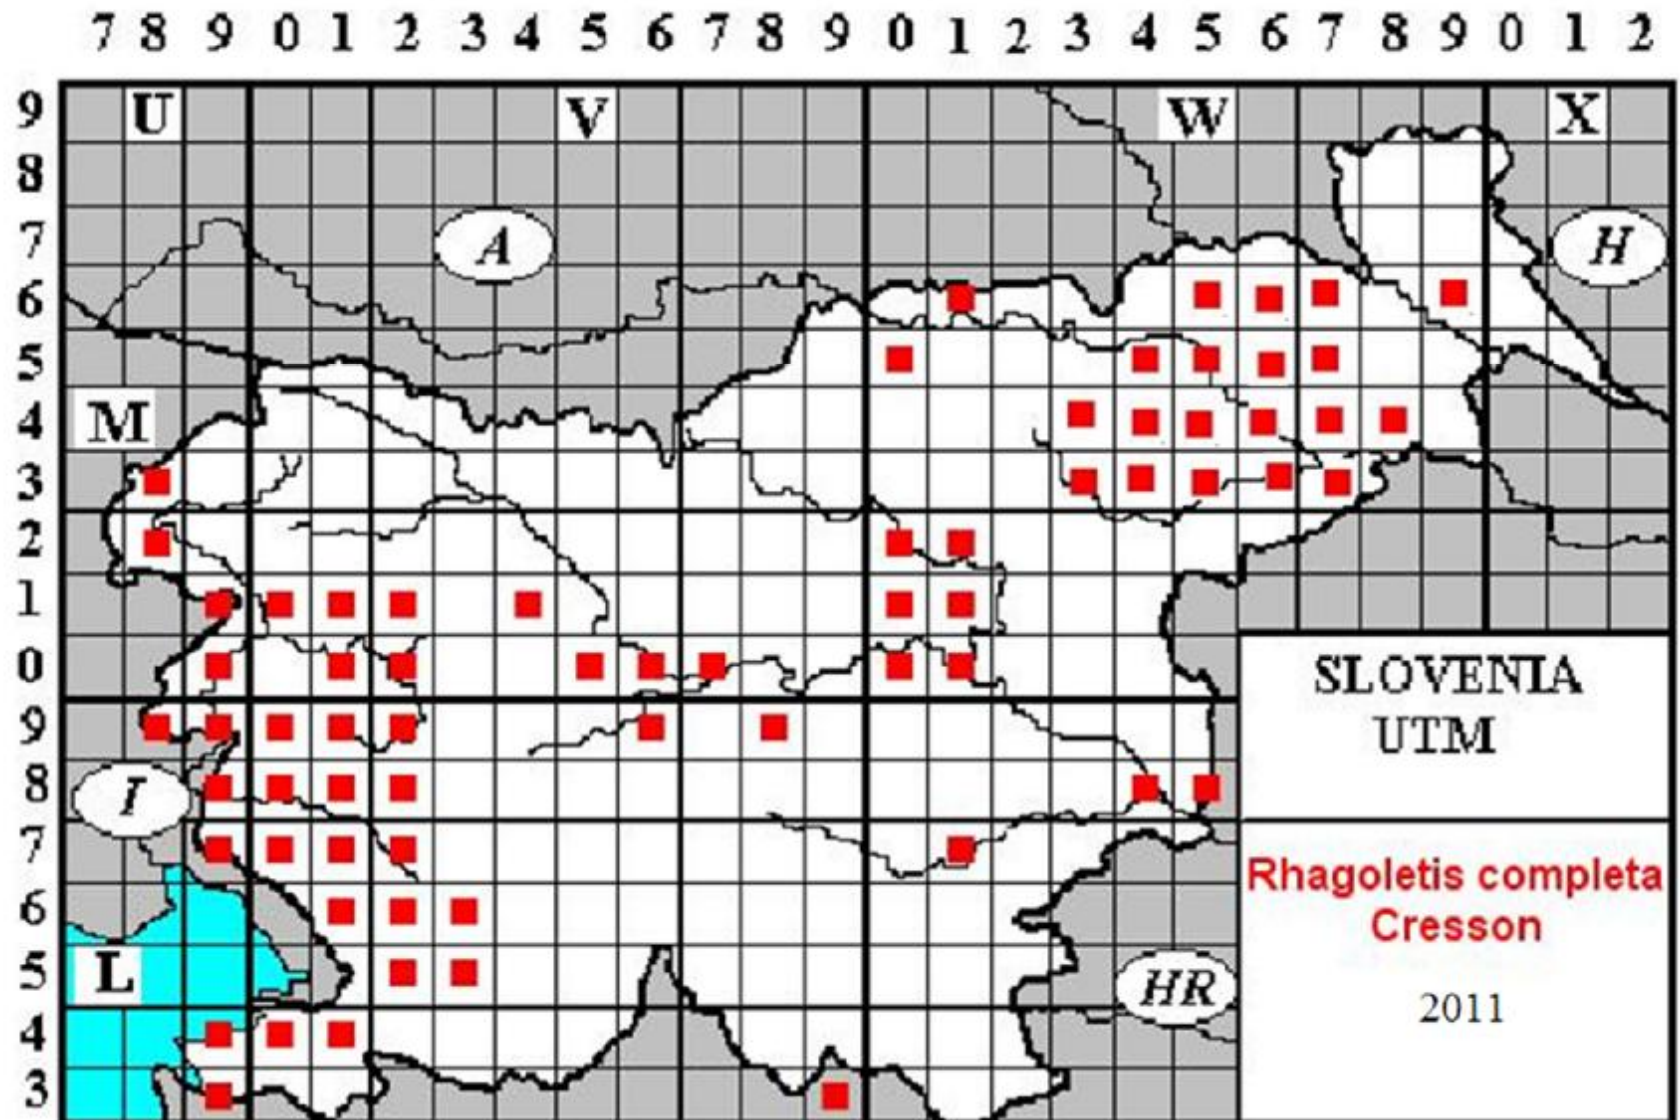 7 8 9 0 1 2 3 4 5 6 7 8 9 0 1 2 3 4 5 6 7 8 9 0 1 2
9 U V W X
8
7 A H
6
5
4 M
3
2
1
0 SLOVENIA
9 UTM
8 I
7
Rhagoletis completa
6 Cresson
5 L HR
2011
4
3